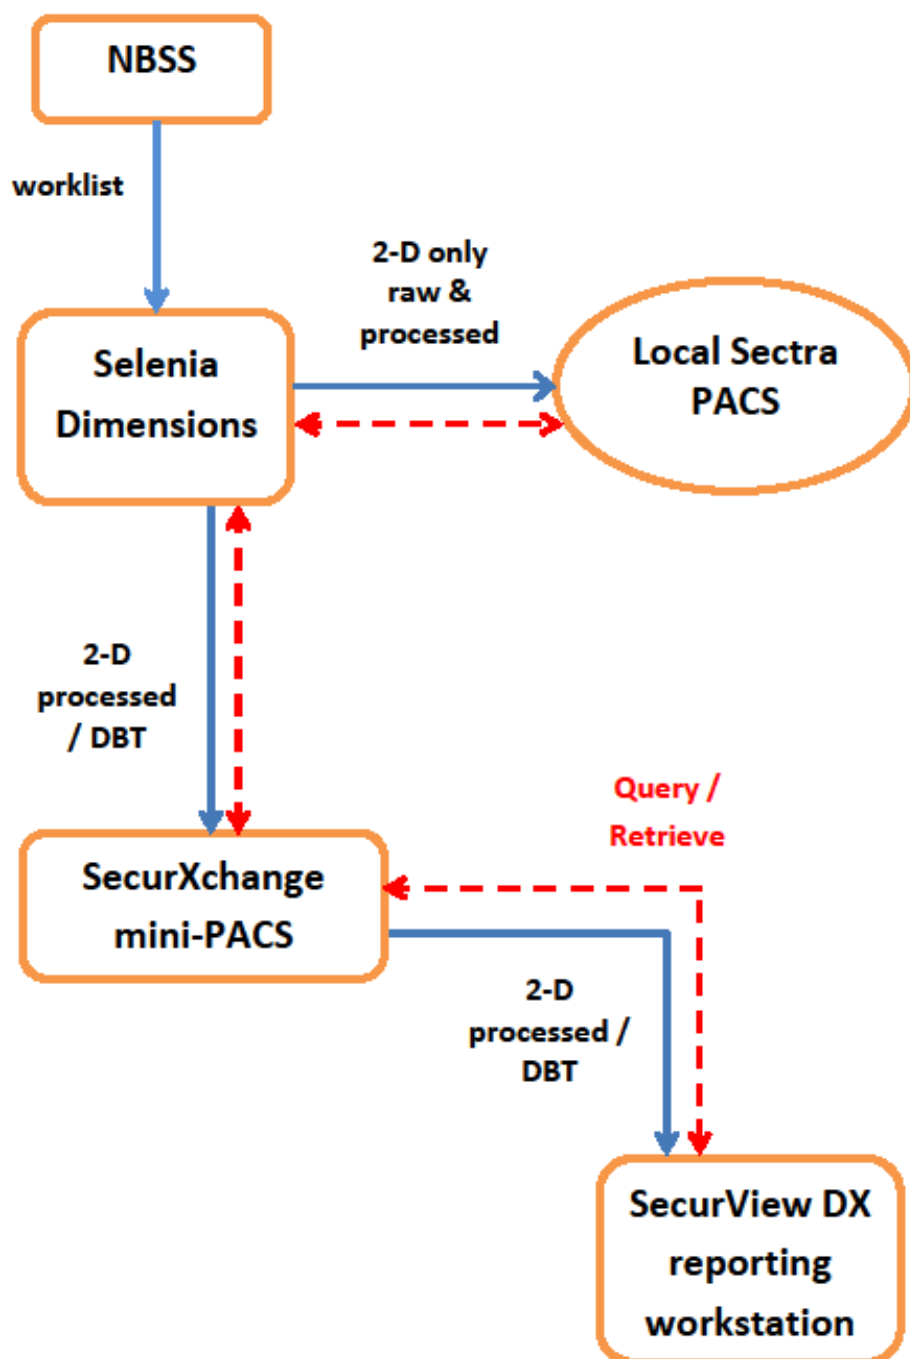 NBSS
worklist
2-D only
raw &
processed
Selenia
Dimensions
Local Sectra
PACS
2-D
processed
/ DBT
Query /
Retrieve
SecurXchange
mini-PACS
2-D
processed /
DBT
SecurView DX
reporting
workstation